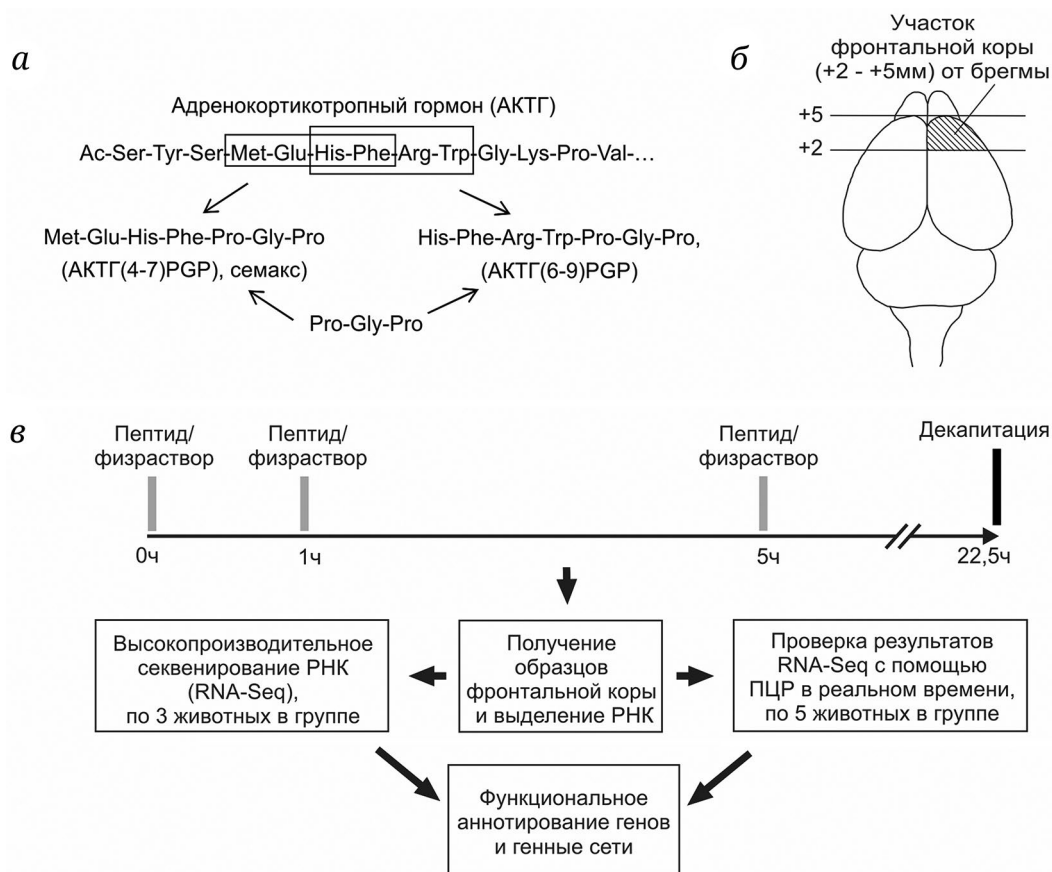 а
Адренокортикотропный гормон (АКТГ)
Ac-Ser-Tyr-Ser-Met-Glu-His-Phe-Arg-Trp-Gly-Lys-Pro-Val-...
Met-Glu-His-Phe-Pro-Gly-Pro
(АКТГ(4-7)PGP), семакс)
His-Phe-Arg-Trp-Pro-Gly-Pro,
(АКТГ(6-9)PGP)
Pro-Gly-Pro
б
Участок
фронтальной коры
(+2 - +5мм) от брегмы
+5
+2
в
Пептид/
физраствор
Пептид/
физраствор
Пептид/
физраствор
Декапитация
0ч
1ч
5ч
22,5ч
Высокопроизводительное
секвенирование РНК
(RNA-Seq),
по 3 животных в группе
Получение
образцов
фронтальной коры
и выделение РНК
Проверка результатов
RNA-Seq с помощью
ПЦР в реальном времени,
по 5 животных в группе
Функциональное
аннотирование генов
и генные сети